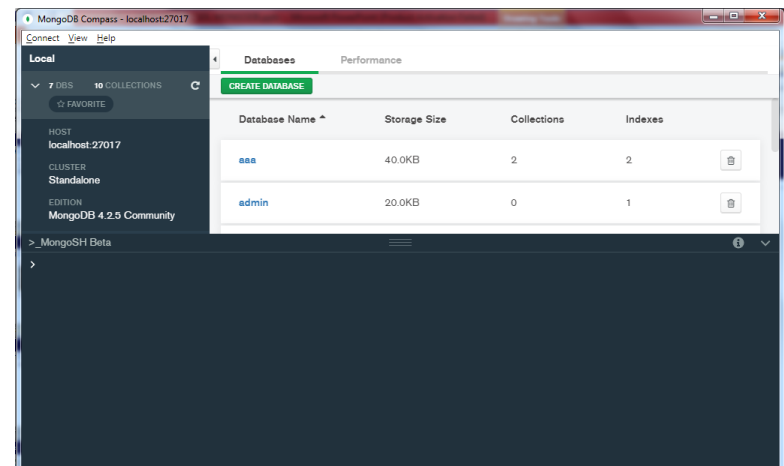 MongoDB Compass - localhost:27017
Connect View Help
Local
7 DBS 10 COLLECTIONS
☆ FAVORITE
HOST
localhost:27017
CLUSTER
Standalone
EDITION
MongoDB 4.2.5 Community
Databases Performance
CREATE DATABASE
Database Name Storage Size Collections Indexes
aaa 40.0KB 2 2
admin 20.0KB 0 1
>_MongoSH Beta
>